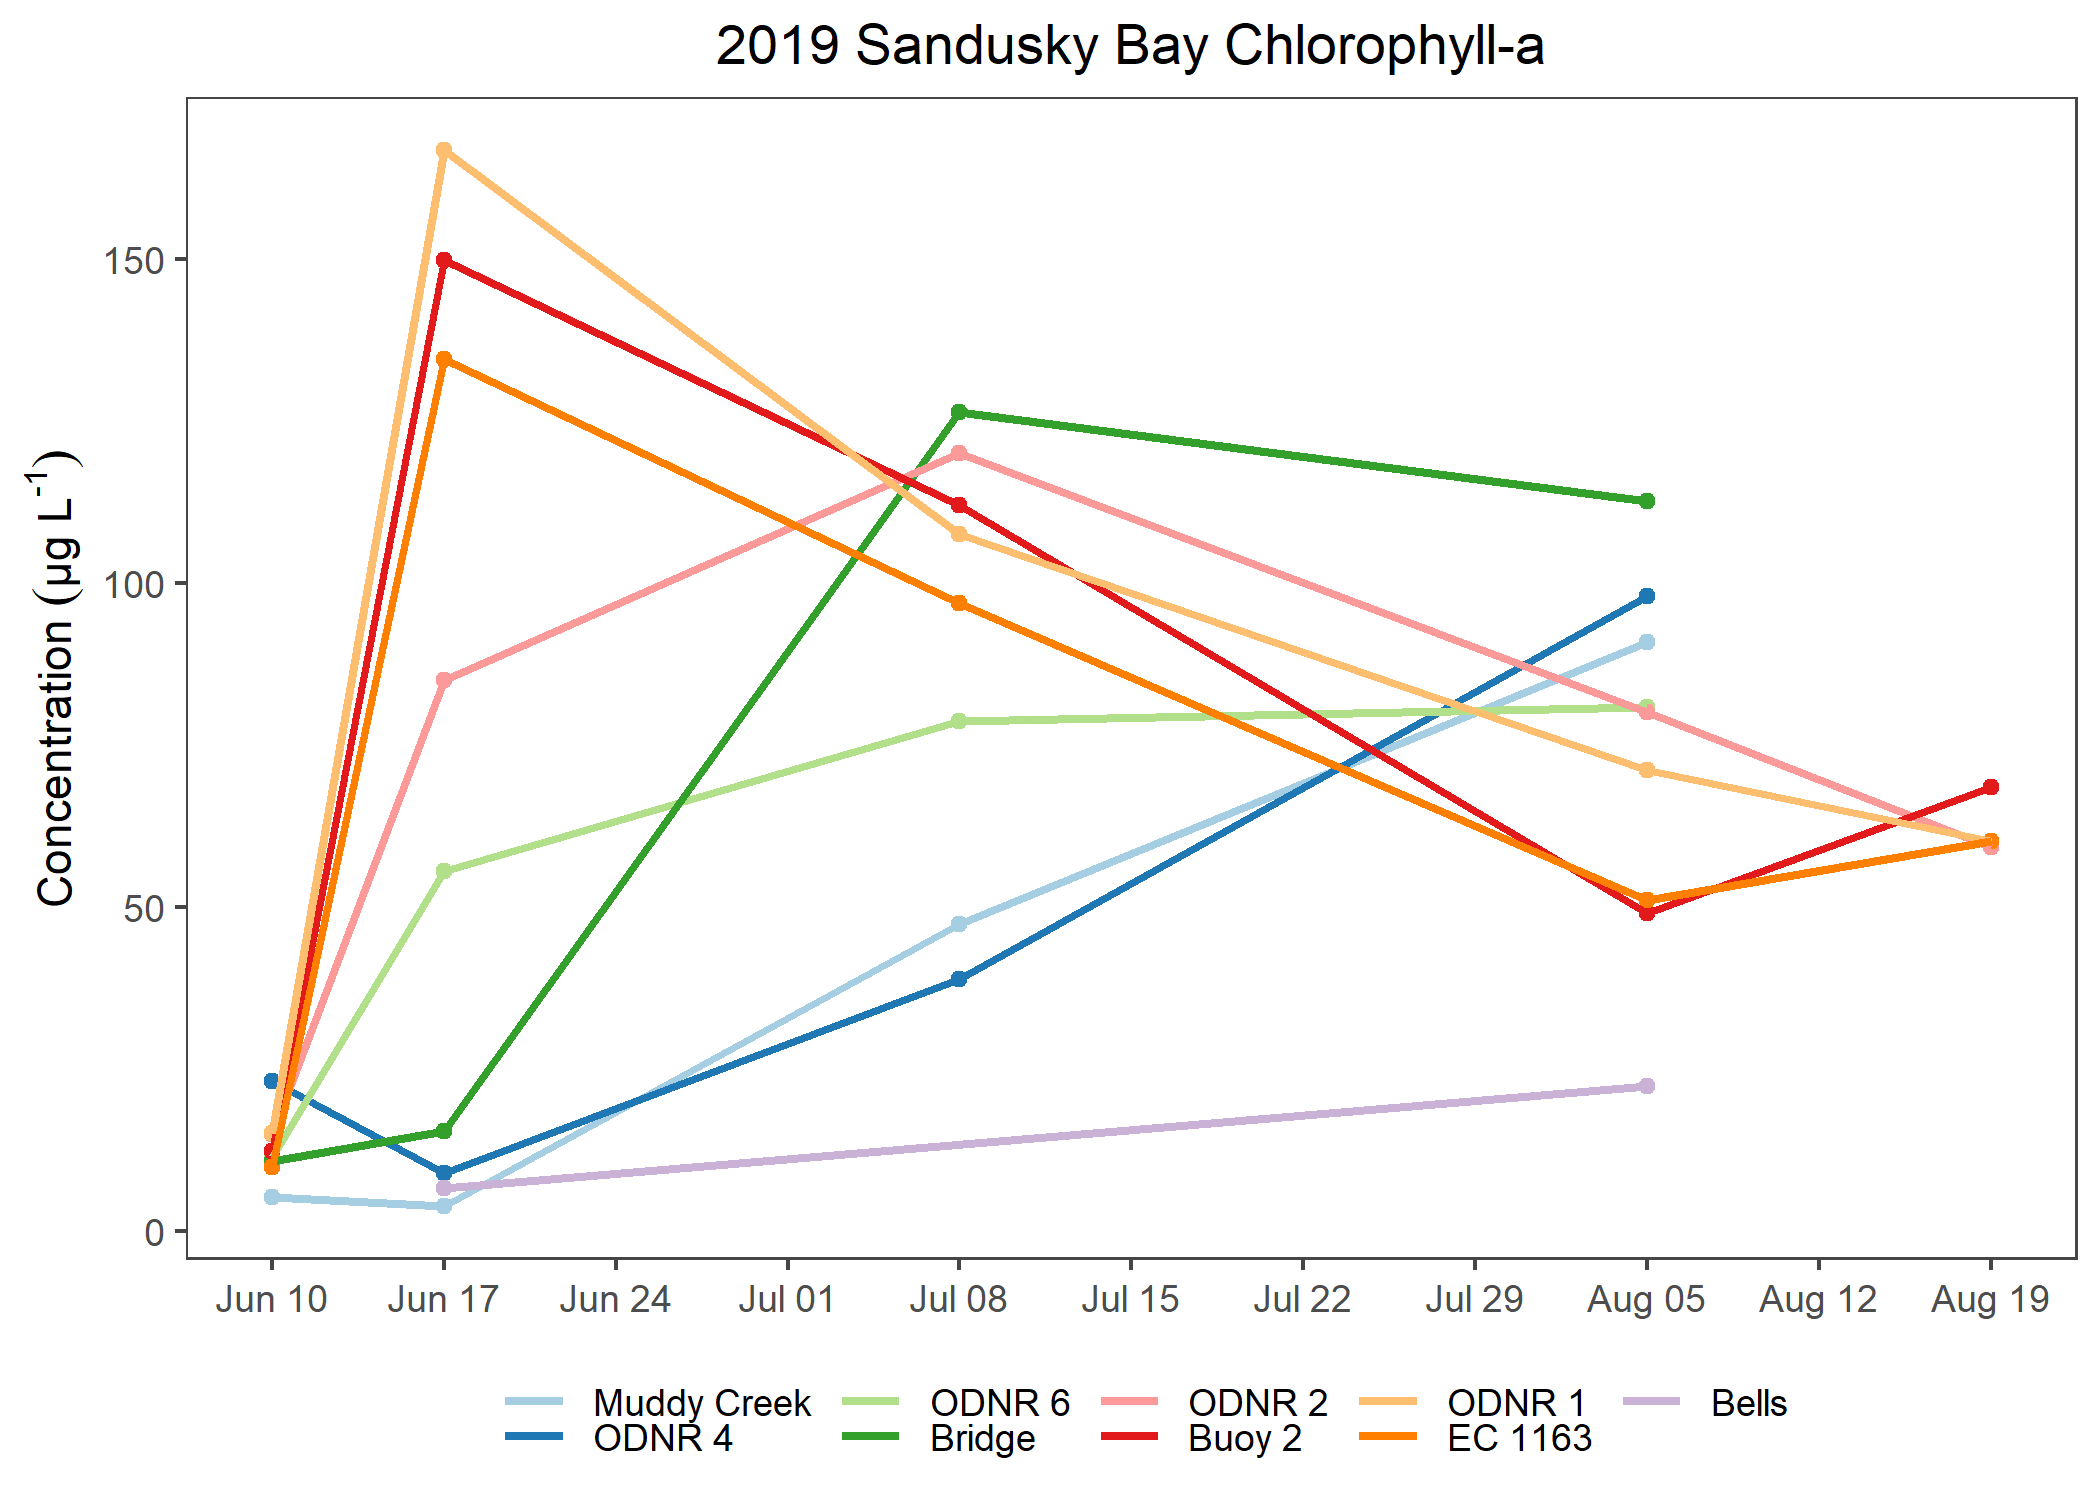 2019 Sandusky Bay Chlorophyll-a
Concentration (µg L⁻¹)
150
100
50
0
Jun 10 Jun 17 Jun 24 Jul 01 Jul 08 Jul 15 Jul 22 Jul 29 Aug 05 Aug 12 Aug 19
Muddy Creek ODNR 6 ODNR 2 ODNR 1 Bells
ODNR 4 Bridge Buoy 2 EC 1163